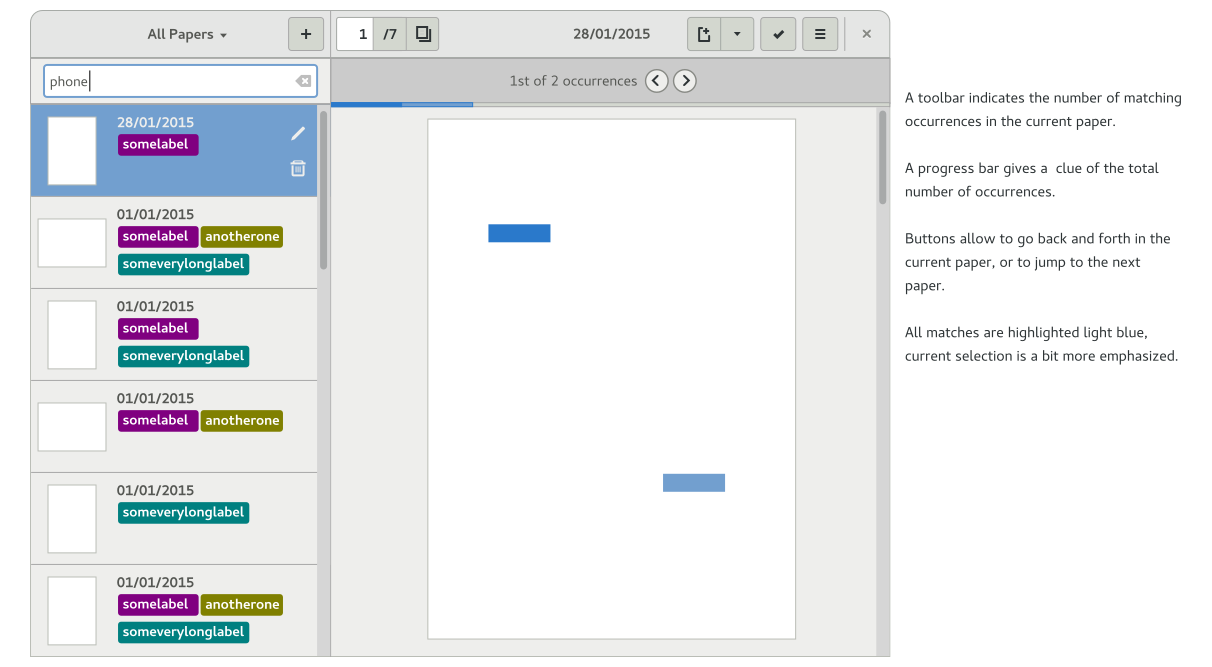 All Papers
+
1 /7
28/01/2015
phone
1st of 2 occurrences
28/01/2015
somelabel
01/01/2015
somelabel anotherone
someverylonglabel
01/01/2015
somelabel
someverylonglabel
01/01/2015
somelabel anotherone
01/01/2015
someverylonglabel
01/01/2015
somelabel anotherone
someverylonglabel
A toolbar indicates the number of matching
occurrences in the current paper.
A progress bar gives a  clue of the total
number of occurrences.
Buttons allow to go back and forth in the
current paper, or to jump to the next
paper.
All matches are highlighted light blue,
current selection is a bit more emphasized.